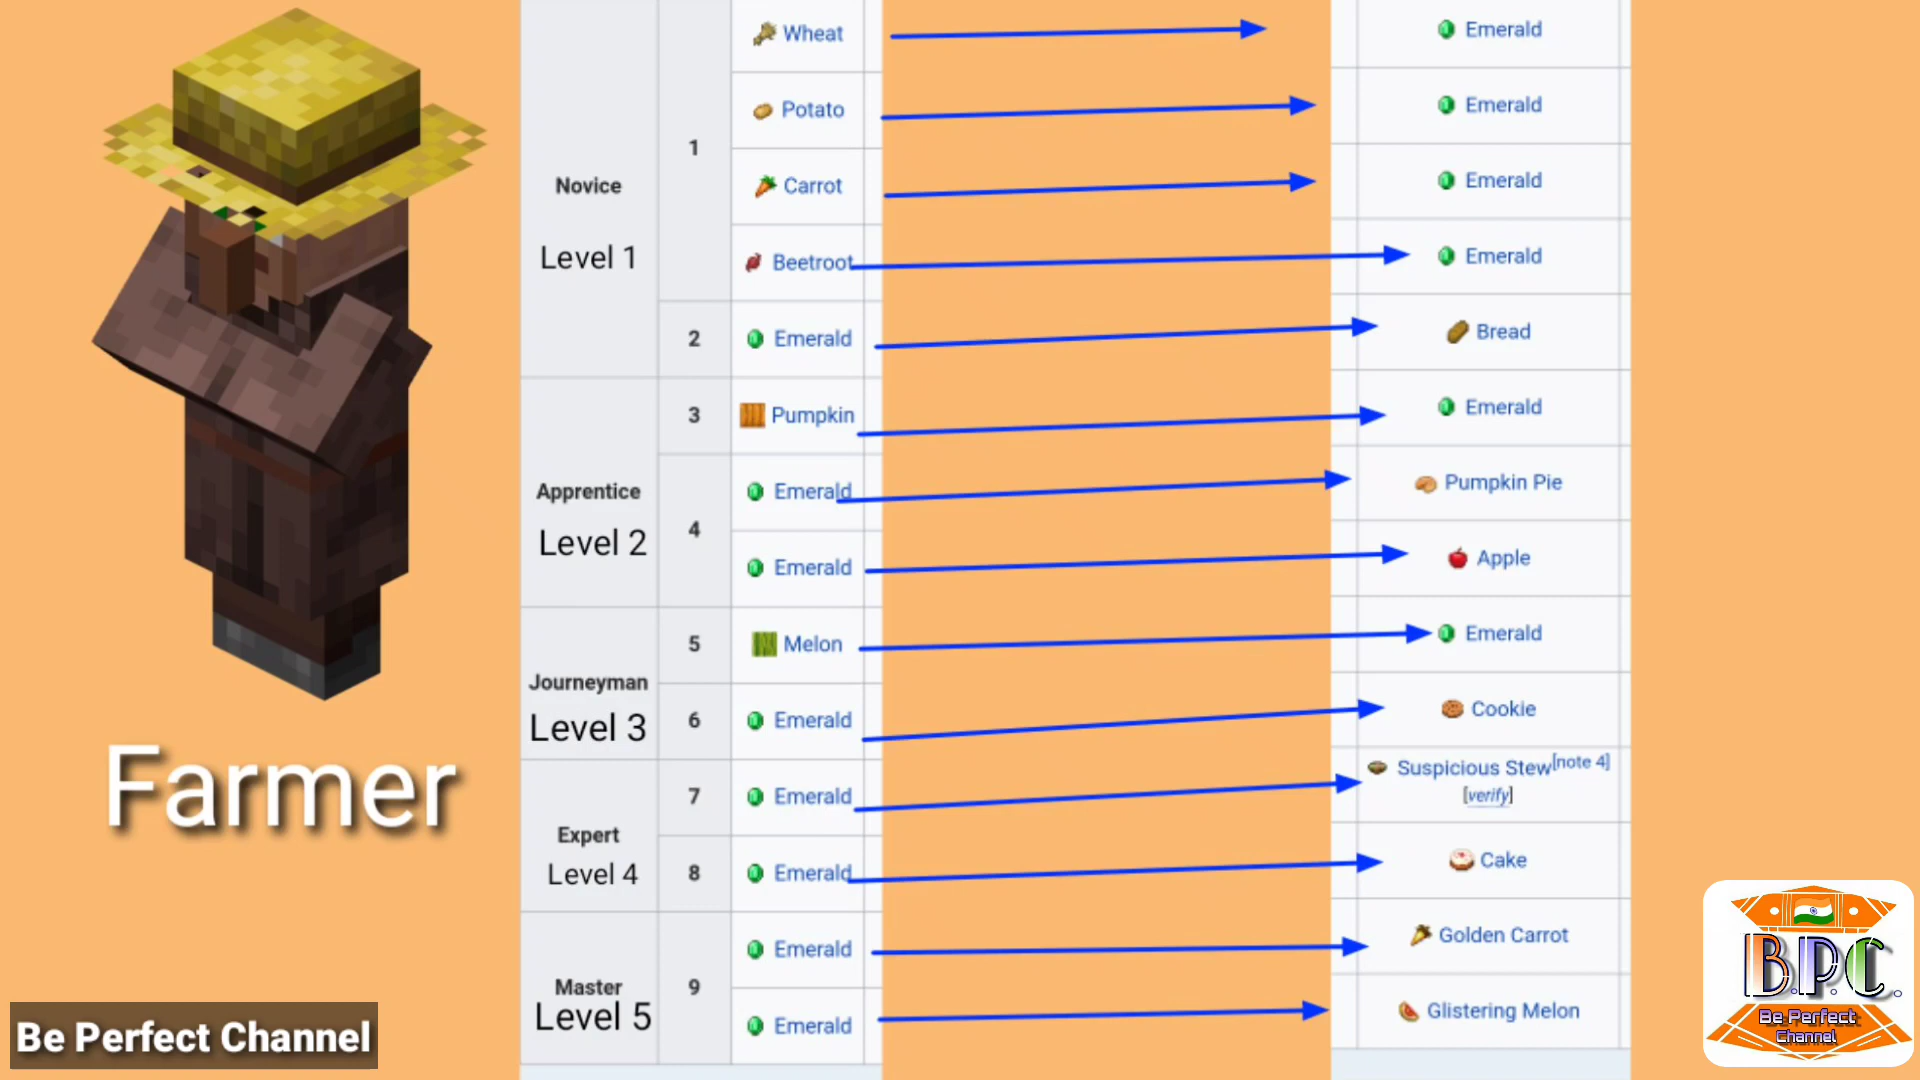 Wheat Emerald
Potato Emerald
1
Novice Carrot Emerald
Level 1 Beetroot Emerald
2 Emerald Bread
3 Pumpkin Emerald
Apprentice Emerald Pumpkin Pie
Level 2 4
Emerald Apple
5 Melon Emerald
Journeyman
Level 3 6 Emerald Cookie
7 Emerald Suspicious Stew[note 4]
[verify]
Expert
Level 4 8 Emerald Cake
Emerald Golden Carrot
Master 9
Level 5 Emerald Glistering Melon
Farmer
Be Perfect Channel
B.P.C.
Be Perfect
Channel